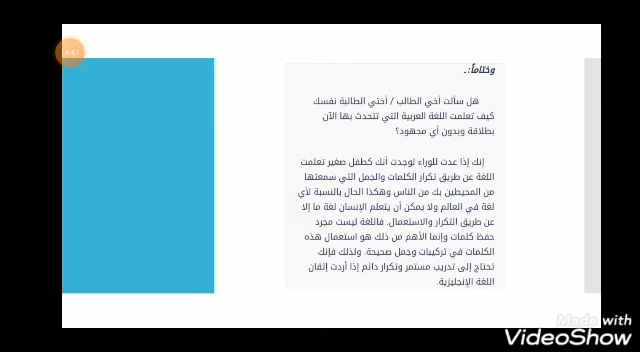 وختاماً:ـ
هل سألت أخي الطالب / أختي الطالبة نفسك
كيف تعلمت اللغة العربية التي تتحدث بها الآن
بطلاقة وبدون أي مجهود؟
إنك إذا عدت للوراء لوجدت أنك كطفل صغير تعلمت
اللغة عن طريق تكرار الكلمات والجمل التي سمعتها
من المحيطين بك من الناس وهكذا الحال بالنسبة لأي
لغة في العالم ولا يمكن أن يتعلم الإنسان لغة ما إلا
عن طريق التكرار والاستعمال. فاللغة ليست مجرد
حفظ كلمات وإنما الأهم من ذلك هو استعمال هذه
الكلمات في تركيبات وجمل صحيحة. ولذلك فإنك
تحتاج إلى تدريب مستمر وتكرار دائم إذا أردت إتقان
اللغة الإنجليزية.
Made with
VideoShow